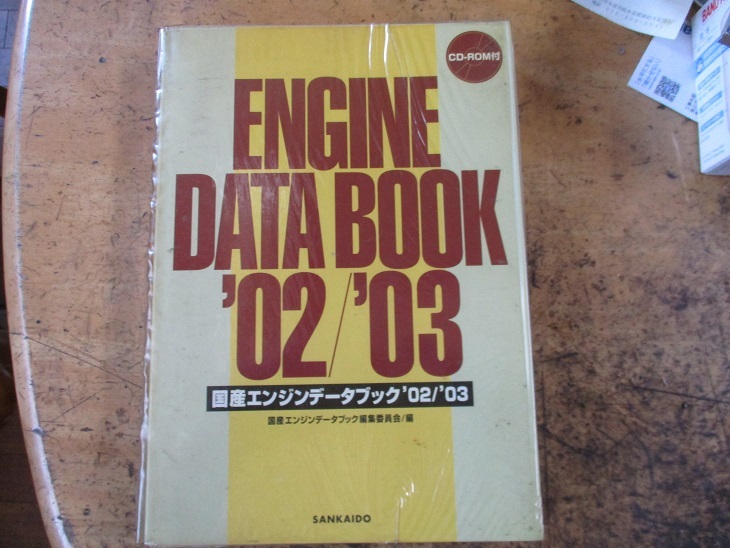 CD-ROM付
ENGINE
DATA BOOK
'02/'03
国産エンジンデータブック'02/'03
国産エンジンデータブック編集委員会/編
SANKAIDO
BAND